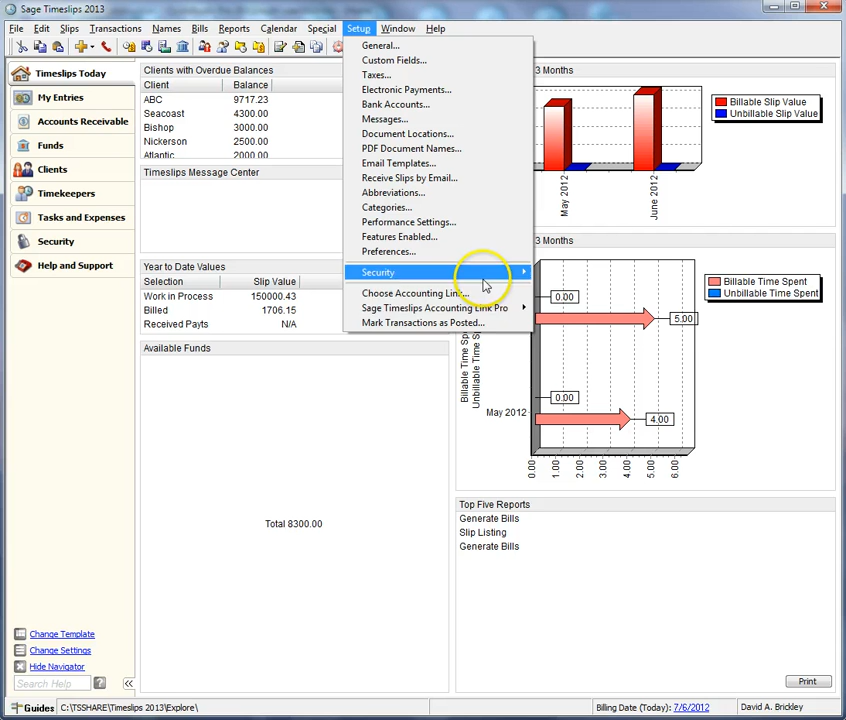 Sage Timeslips 2013
File Edit Slips Transactions Names Bills Reports Calendar Special Setup Window Help
Timeslips Today
My Entries
Accounts Receivable
Funds
Clients
Timekeepers
Tasks and Expenses
Security
Help and Support
Change Template
Change Settings
Hide Navigator
Search Help ? <<
Clients with Overdue Balances
Client Balance
ABC 9717.23
Seacoast 4300.00
Bishop 3000.00
Nickerson 2500.00
Atlantic 2000.00
Timeslips Message Center
Year to Date Values
Selection Slip Value
Work in Process 150000.43
Billed 1706.15
Received Payts N/A
Available Funds
Total 8300.00
General...
Custom Fields...
Taxes...
Electronic Payments...
Bank Accounts...
Messages...
Document Locations...
PDF Document Names...
Email Templates...
Receive Slips by Email...
Abbreviations...
Categories...
Performance Settings...
Features Enabled...
Preferences...
Security
Choose Accounting Link...
Sage Timeslips Accounting Link Pro
Mark Transactions as Posted...
3 Months
Billable Slip Value
Unbillable Slip Value
May 2012
June 2012
3 Months
Billable Time Spent
Unbillable Time Spent
Billable Time Spe
Unbillable Time Spe
0.00
5.00
0.00
May 2012
4.00
0.00 1.00 2.00 3.00 4.00 5.00 6.00
Top Five Reports
Generate Bills
Slip Listing
Generate Bills
Print
Guides C:\TSSHARE\Timeslips 2013\Explore\ Billing Date (Today): 7/6/2012 David A. Brickley